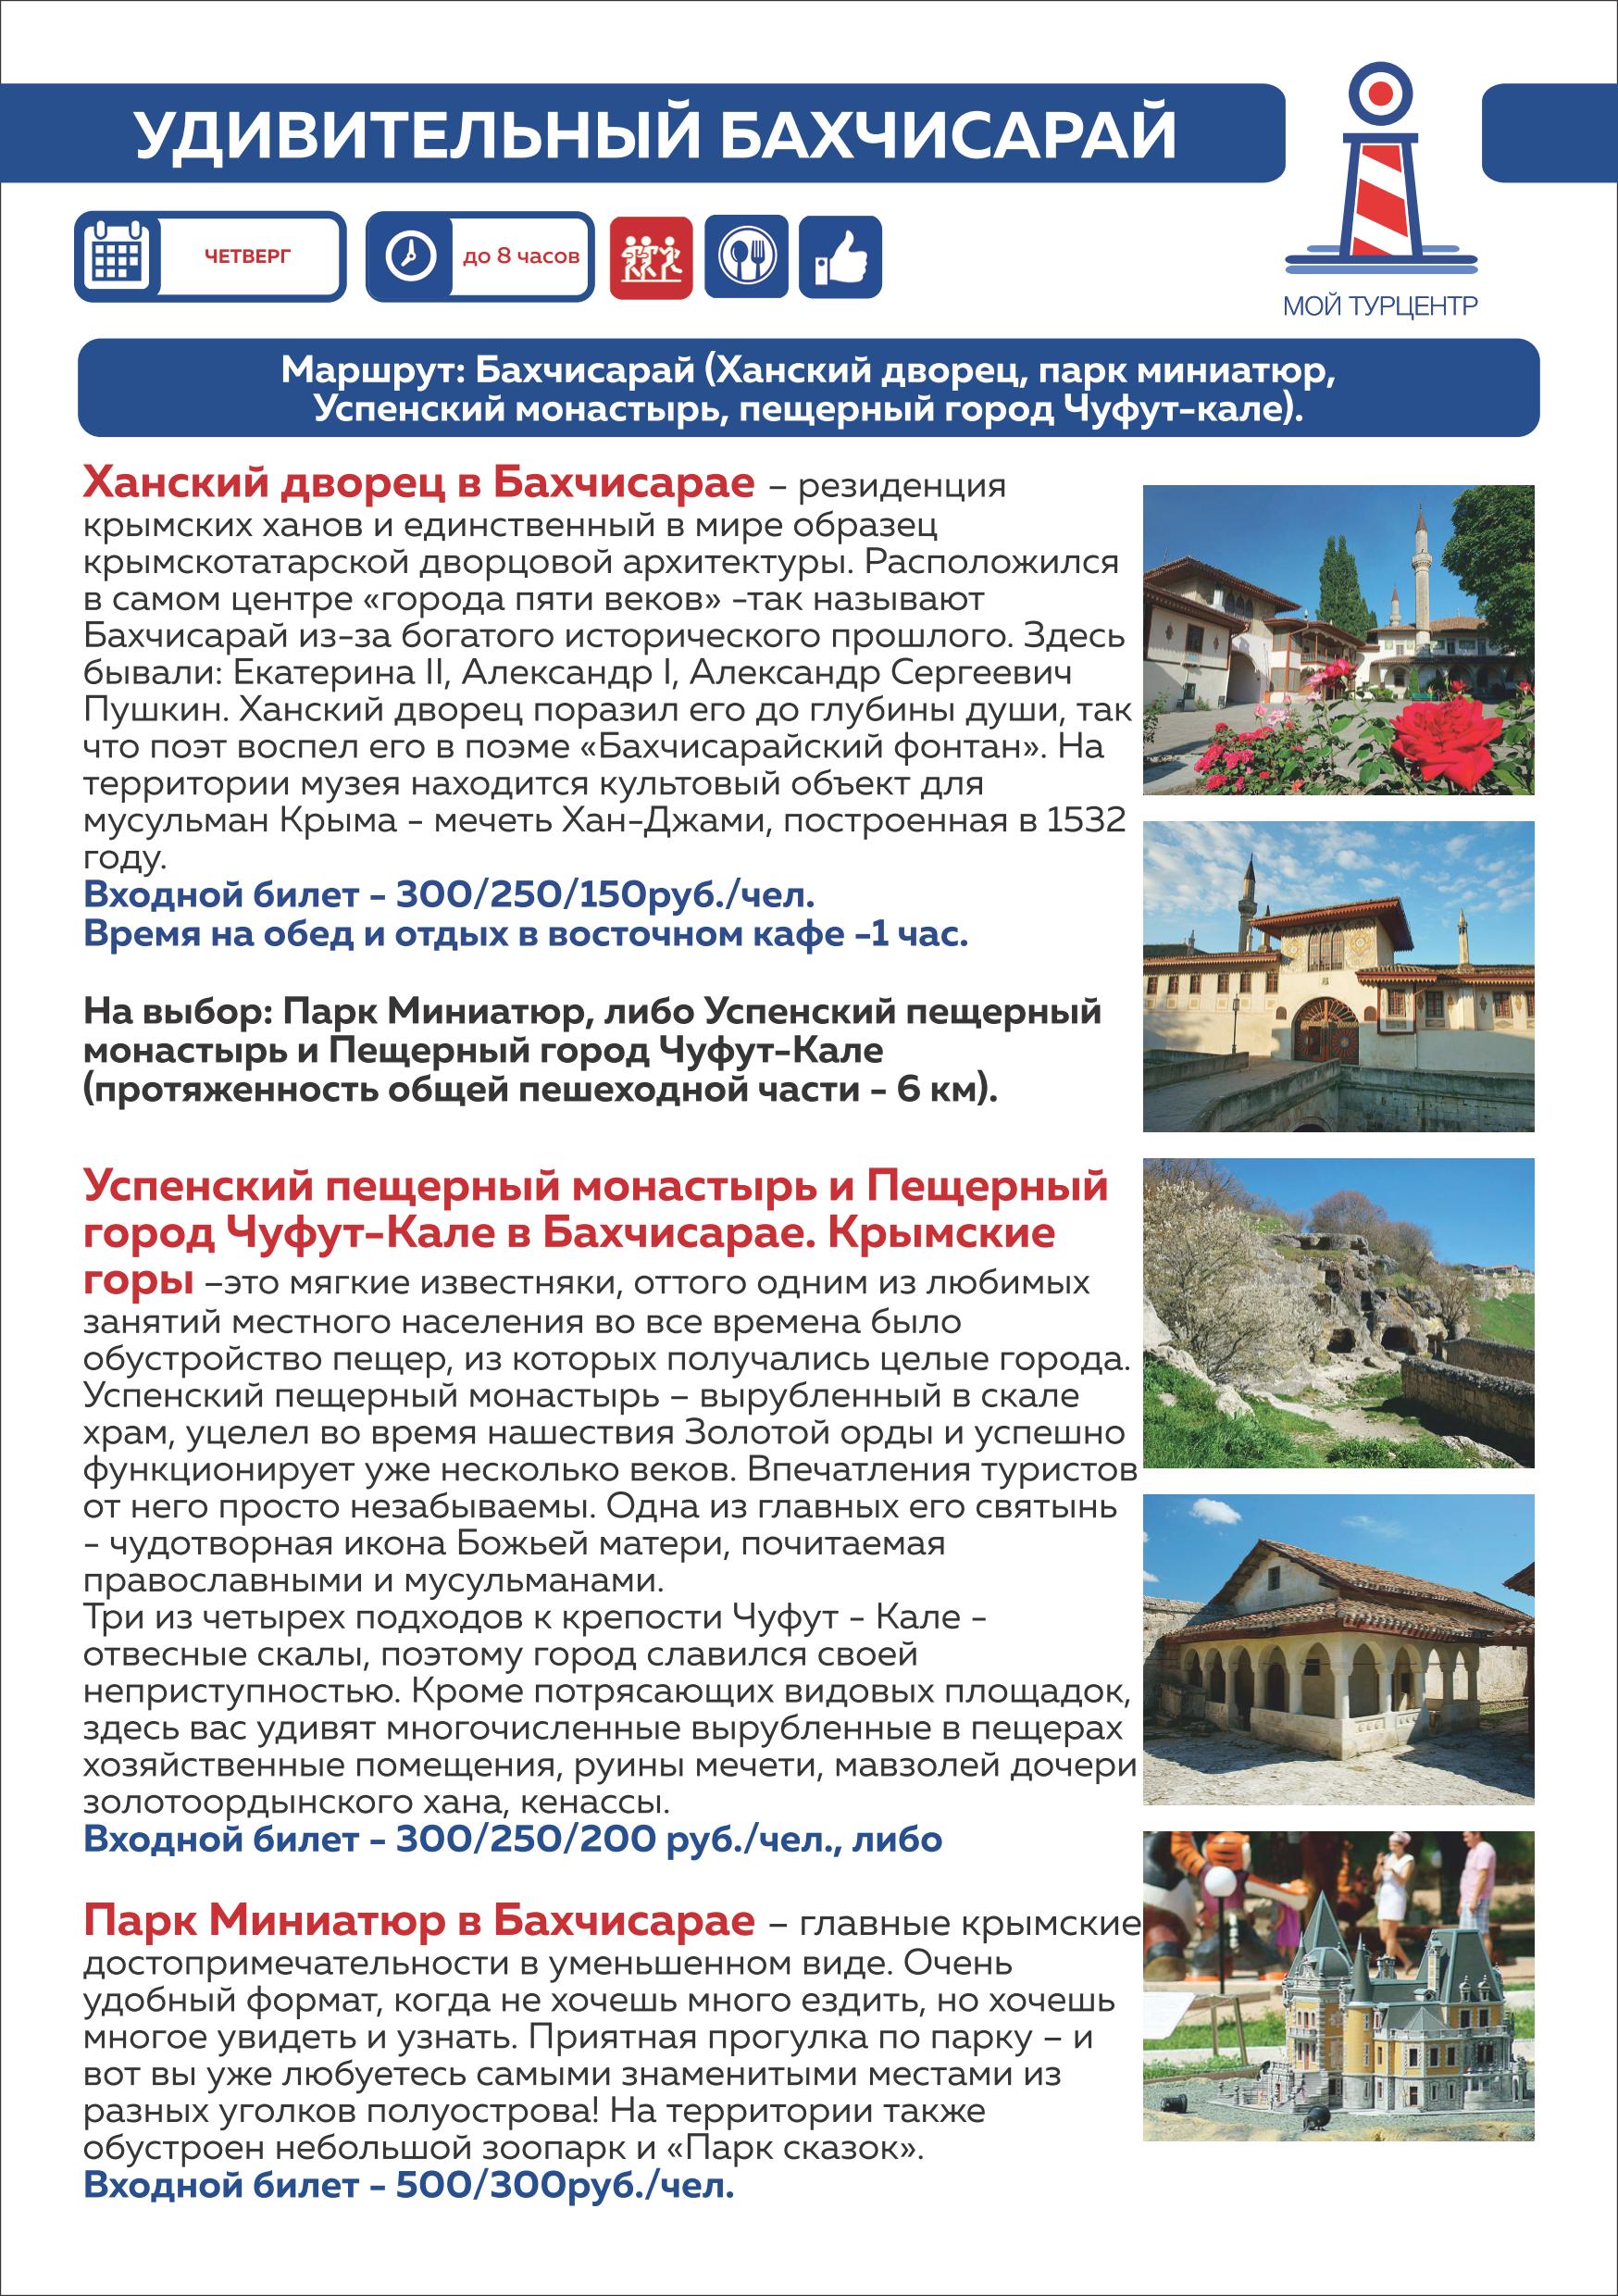 УДИВИТЕЛЬНЫЙ БАХЧИСАРАЙ
ЧЕТВЕРГ
до 8 часов
МОЙ ТУРЦЕНТР
Маршрут: Бахчисарай (Ханский дворец, парк миниатюр,
Успенский монастырь, пещерный город Чуфут-кале).
Ханский дворец в Бахчисарае – резиденция
крымских ханов и единственный в мире образец
крымскотатарской дворцовой архитектуры. Расположился
в самом центре «города пяти веков» -так называют
Бахчисарай из-за богатого исторического прошлого. Здесь
бывали: Екатерина II, Александр I, Александр Сергеевич
Пушкин. Ханский дворец поразил его до глубины души, так
что поэт воспел его в поэме «Бахчисарайский фонтан». На
территории музея находится культовый объект для
мусульман Крыма - мечеть Хан-Джами, построенная в 1532
году.
Входной билет - 300/250/150руб./чел.
Время на обед и отдых в восточном кафе -1 час.
На выбор: Парк Миниатюр, либо Успенский пещерный
монастырь и Пещерный город Чуфут-Кале
(протяженность общей пешеходной части - 6 км).
Успенский пещерный монастырь и Пещерный
город Чуфут-Кале в Бахчисарае. Крымские
горы –это мягкие известняки, оттого одним из любимых
занятий местного населения во все времена было
обустройство пещер, из которых получались целые города.
Успенский пещерный монастырь – вырубленный в скале
храм, уцелел во время нашествия Золотой орды и успешно
функционирует уже несколько веков. Впечатления туристов
от него просто незабываемы. Одна из главных его святынь
- чудотворная икона Божьей матери, почитаемая
православными и мусульманами.
Три из четырех подходов к крепости Чуфут - Кале -
отвесные скалы, поэтому город славился своей
неприступностью. Кроме потрясающих видовых площадок,
здесь вас удивят многочисленные вырубленные в пещерах
хозяйственные помещения, руины мечети, мавзолей дочери
золотоордынского хана, кенассы.
Входной билет - 300/250/200 руб./чел., либо
Парк Миниатюр в Бахчисарае – главные крымские
достопримечательности в уменьшенном виде. Очень
удобный формат, когда не хочешь много ездить, но хочешь
многое увидеть и узнать. Приятная прогулка по парку – и
вот вы уже любуетесь самыми знаменитыми местами из
разных уголков полуострова! На территории также
обустроен небольшой зоопарк и «Парк сказок».
Входной билет - 500/300руб./чел.